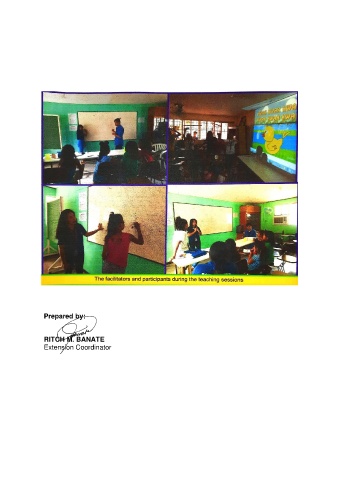 The facilitators and participants during the teaching sessions
Prepared by:
RITCH M. BANATE
Extension Coordinator